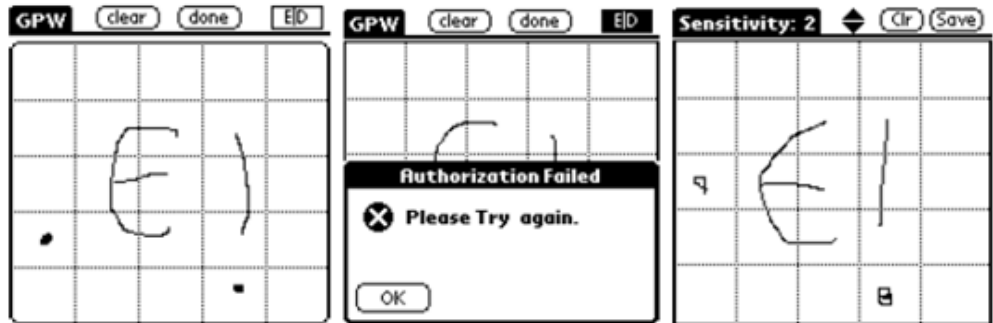 GPW clear done E|D
GPW clear done E|D
Authorization Failed
Please Try again.
OK
Sensitivity: 2 Clr Save